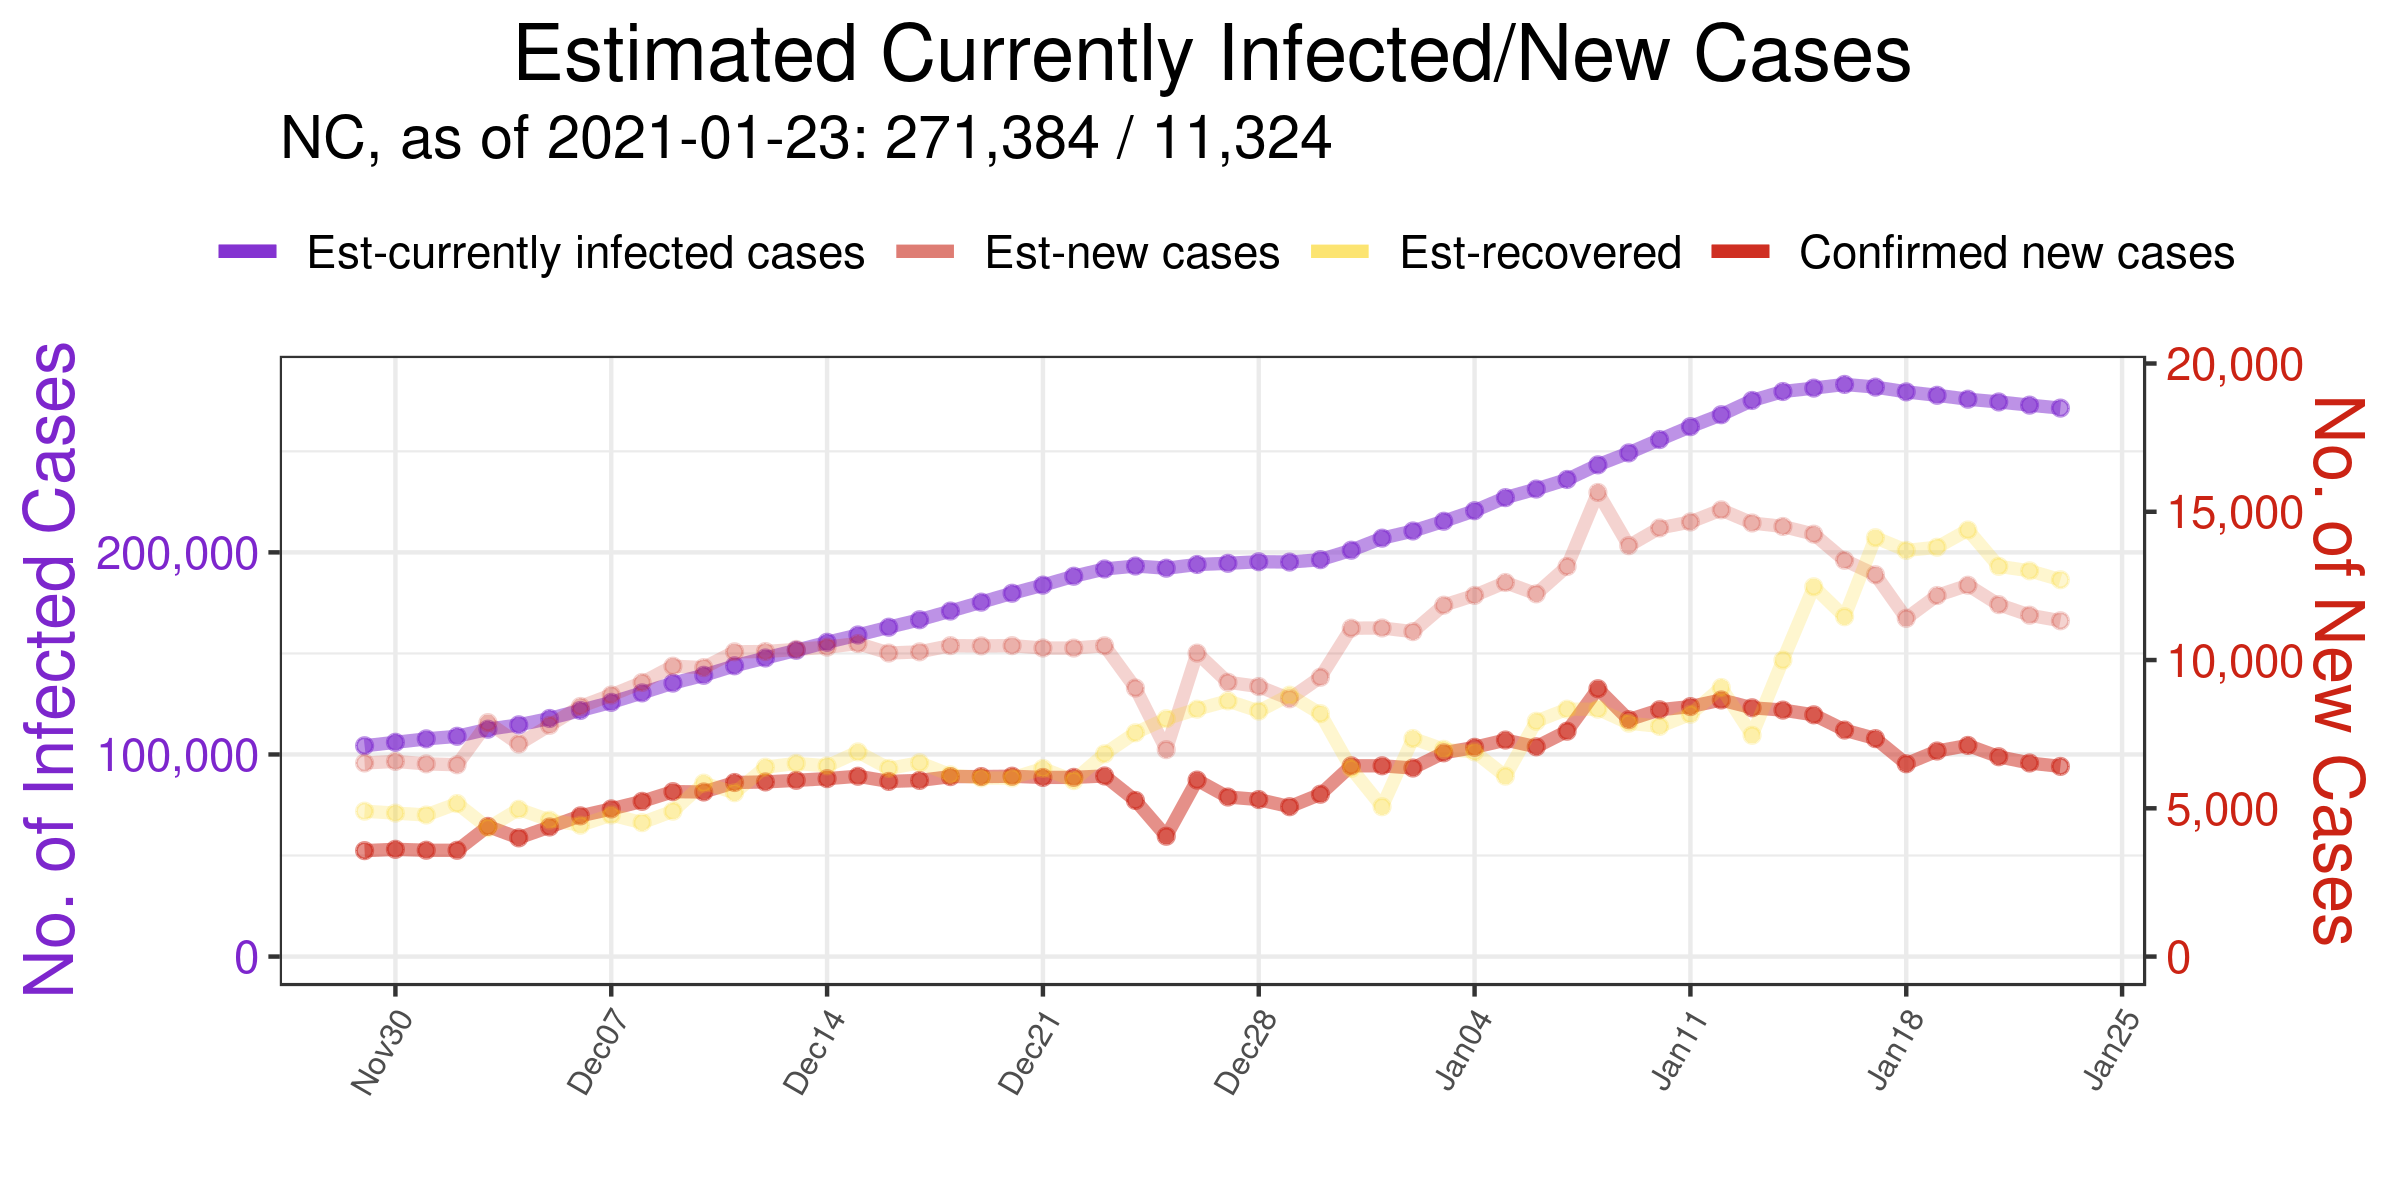 Estimated Currently Infected/New Cases
NC, as of 2021-01-23: 271,384 / 11,324
Est-currently infected cases Est-new cases Est-recovered Confirmed new cases
No. of Infected Cases
200,000
100,000
0
20,000
15,000
10,000
5,000
0
No. of New Cases
Nov30 Dec07 Dec14 Dec21 Dec28 Jan04 Jan11 Jan18 Jan25